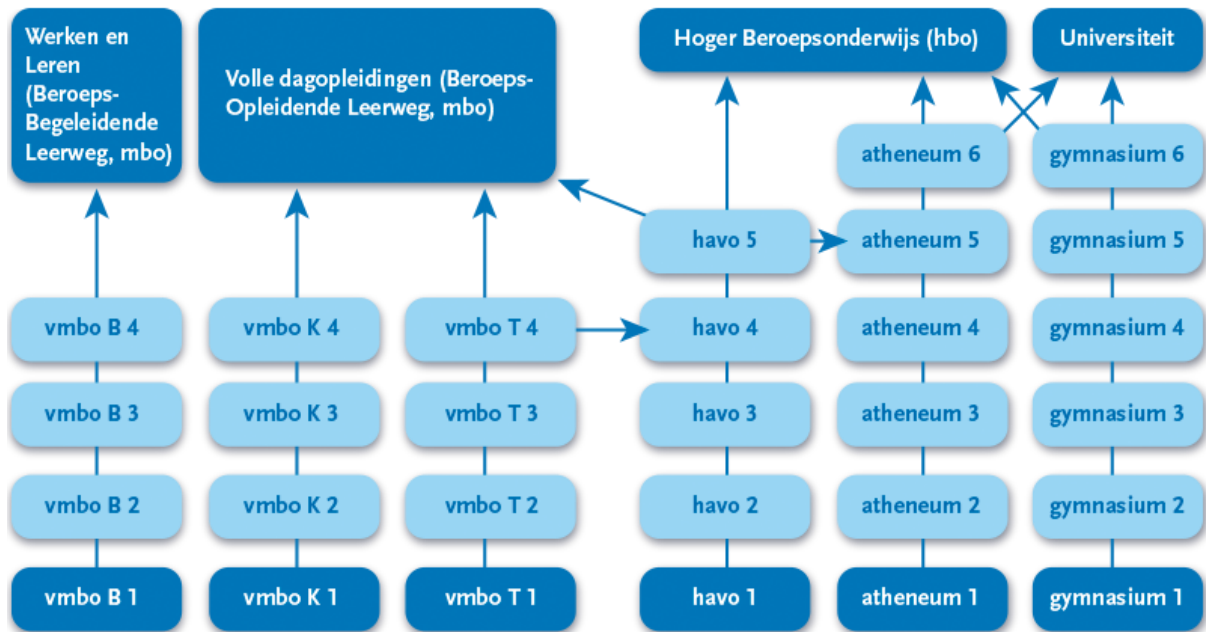 Werken en
Leren
(Beroeps-
Begeleidende
Leerweg, mbo)
Volle dagopleidingen (Beroeps-
Opleidende Leerweg, mbo)
Hoger Beroepsonderwijs (hbo)
Universiteit
atheneum 6
gymnasium 6
havo 5
atheneum 5
gymnasium 5
vmbo B 4
vmbo K 4
vmbo T 4
havo 4
atheneum 4
gymnasium 4
vmbo B 3
vmbo K 3
vmbo T 3
havo 3
atheneum 3
gymnasium 3
vmbo B 2
vmbo K 2
vmbo T 2
havo 2
atheneum 2
gymnasium 2
vmbo B 1
vmbo K 1
vmbo T 1
havo 1
atheneum 1
gymnasium 1